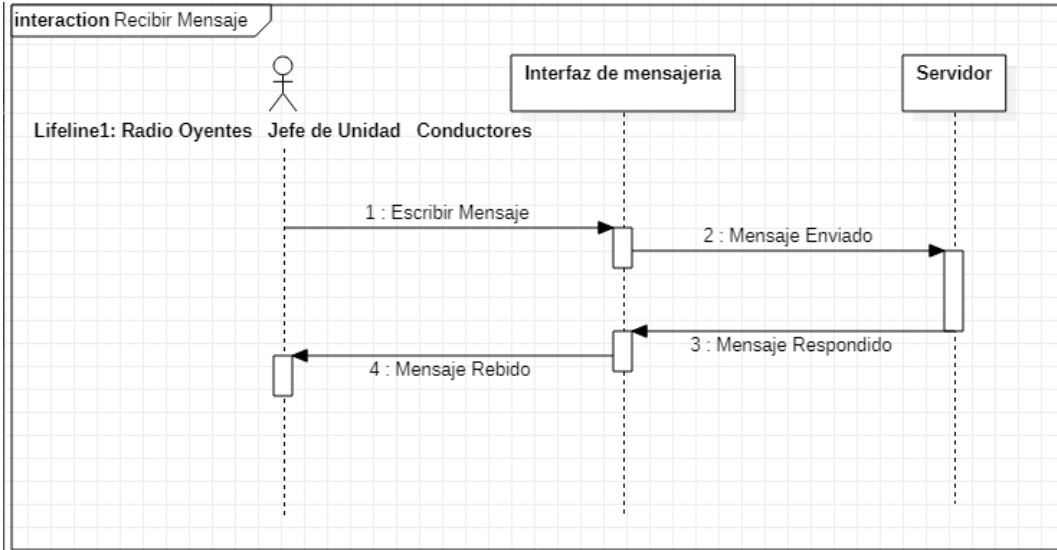 interaction Recibir Mensaje
Interfaz de mensajeria
Servidor
Lifeline1: Radio Oyentes Jefe de Unidad Conductores
1 : Escribir Mensaje
2 : Mensaje Enviado
3 : Mensaje Respondido
4 : Mensaje Rebido